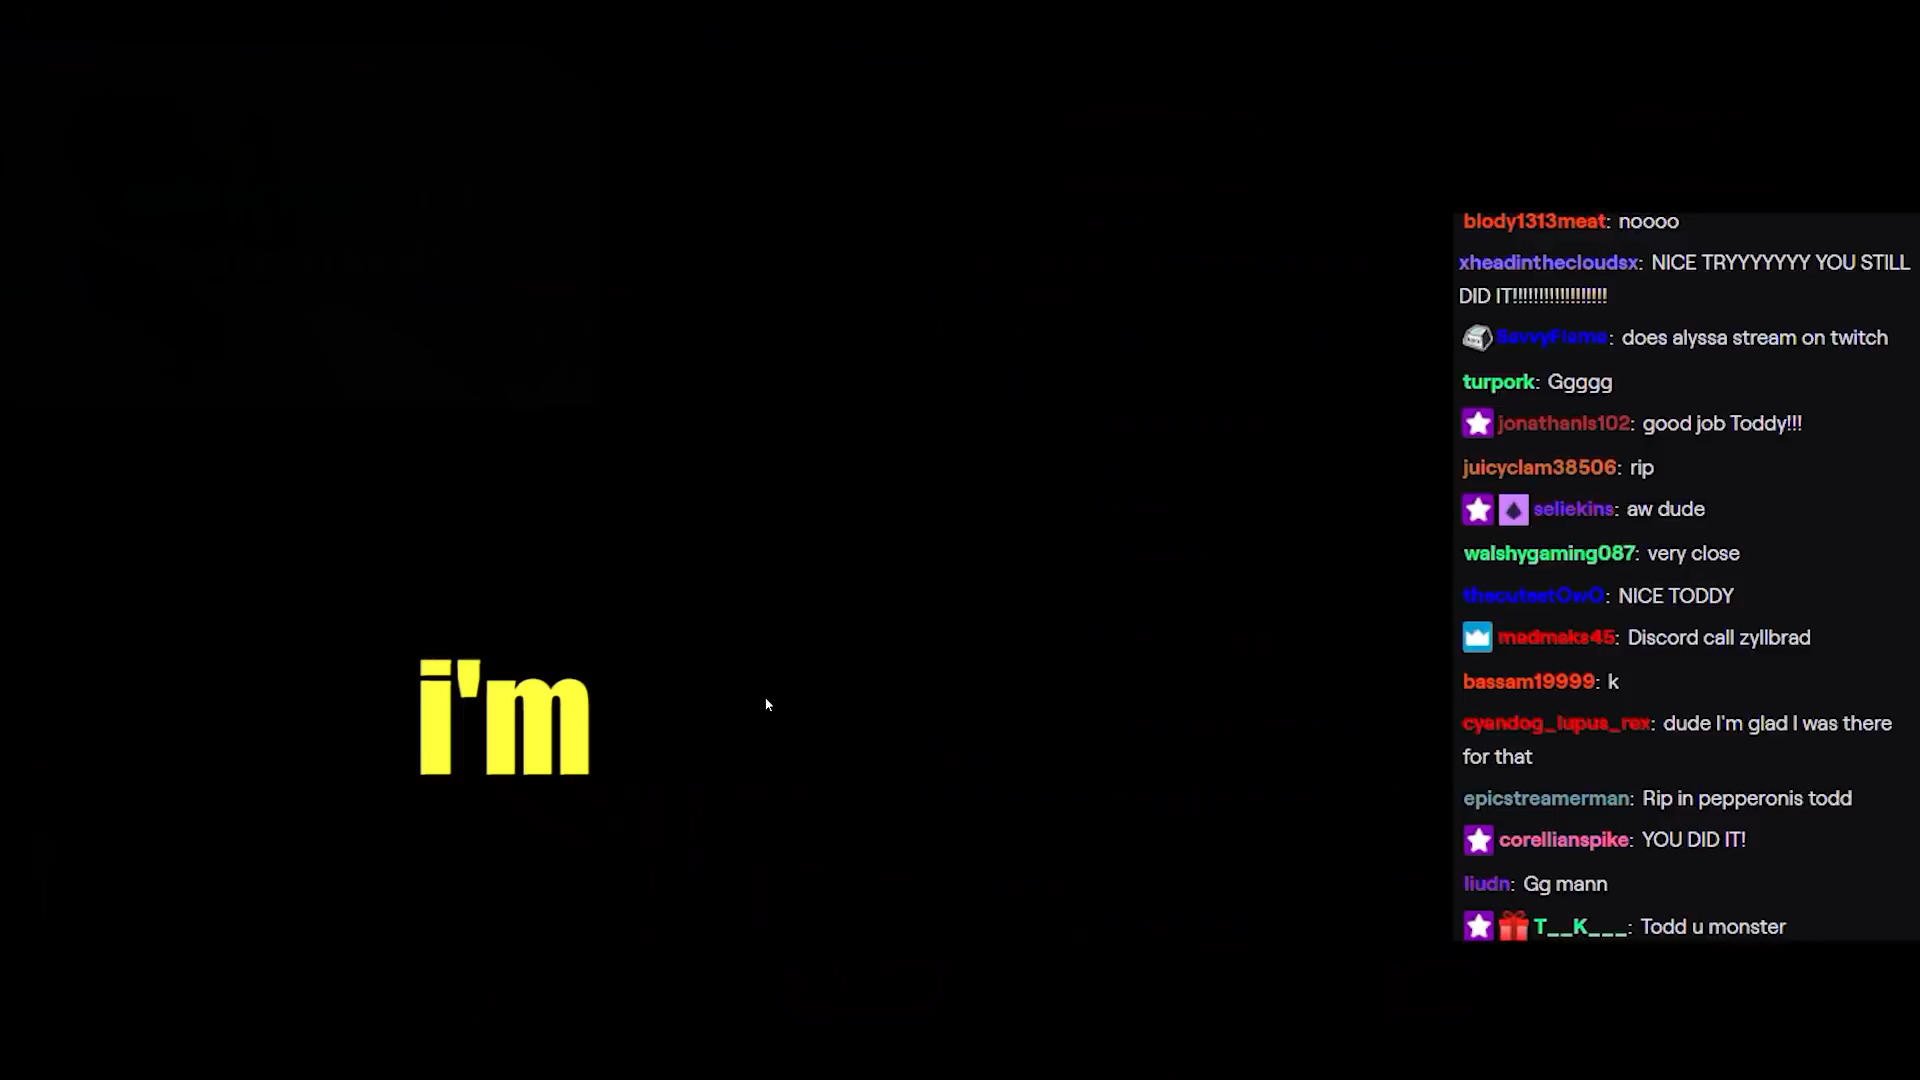 blody1313meat: noooo
xheadinthecloudsx: NICE TRYYYYYYY YOU STILL
DID IT!!!!!!!!!!!!!!!!!!
SavvyFlame: does alyssa stream on twitch
turpork: Ggggg
jonathanls102: good job Toddy!!!
juicyclam38506: rip
seliekins: aw dude
walshygaming087: very close
thecutestOwO: NICE TODDY
madmaks45: Discord call zyllbrad
bassam19999: k
cyandog_lupus_rex: dude I'm glad I was there
for that
epicstreamerman: Rip in pepperonis todd
corellianspike: YOU DID IT!
liudn: Gg mann
T__K___: Todd u monster
i'm